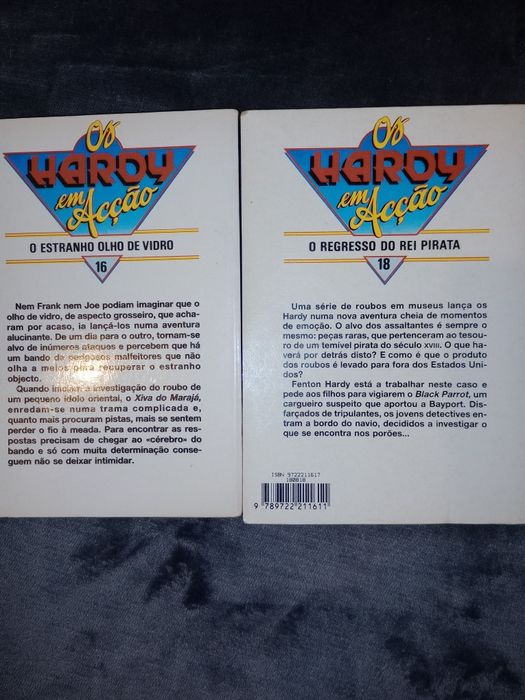 Os
HARDY
em Acção
O ESTRANHO OLHO DE VIDRO
16
Nem Frank nem Joe podiam imaginar que o
olho de vidro, de aspecto grosseiro, que acha-
ram por acaso, ia lançá-los numa aventura
alucinante. De um dia para o outro, tornam-se
alvo de inúmeros ataques e percebem que há
um bando de perigosos malfeitores que não
olha a meios para recuperar o estranho
objecto.
Quando iniciam a investigação do roubo de
um pequeno ídolo oriental, o Xiva do Marajá,
enredam-se numa trama complicada e,
quanto mais procuram pistas, mais se sentem
perder o fio à meada. Para encontrar as res-
postas precisam de chegar ao «cérebro» do
bando e só com muita determinação conse-
guem não se deixar intimidar.
Os
HARDY
em Acção
O REGRESSO DO REI PIRATA
18
Uma série de roubos em museus lança os
Hardy numa nova aventura cheia de momentos
de emoção. O alvo dos assaltantes é sempre o
mesmo: peças raras, que pertenceram ao tesou-
ro de um temível pirata do século XVIII. O que ha-
verá por detrás disto? E como é que o produto
dos roubos é levado para fora dos Estados Uni-
dos?
Fenton Hardy está a trabalhar neste caso e
pede aos filhos para vigiarem o Black Parrot, um
cargueiro suspeito que aportou a Bayport. Dis-
farçados de tripulantes, os jovens detectives en-
tram a bordo do navio, decididos a investigar o
que se encontra nos porões...
ISBN 9722211617
180018
9 789722 211611